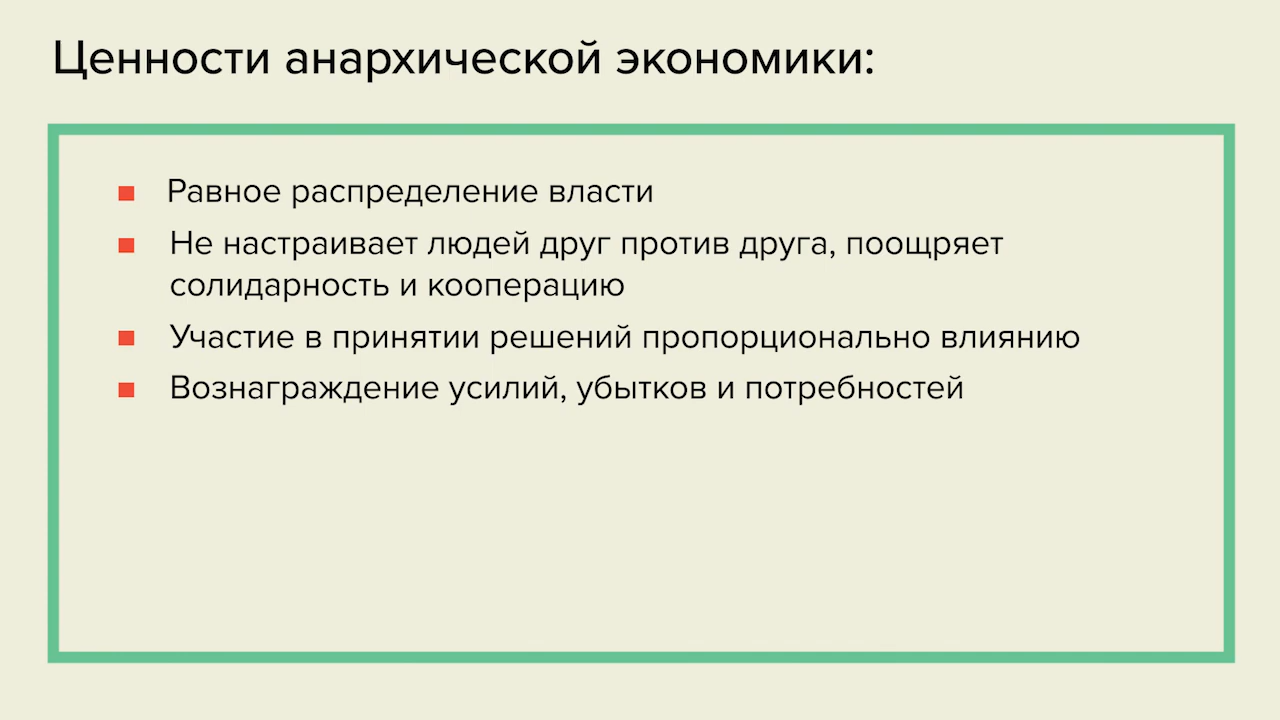 Ценности анархической экономики:
Равное распределение власти
Не настраивает людей друг против друга, поощряет
солидарность и кооперацию
Участие в принятии решений пропорционально влиянию
Вознаграждение усилий, убытков и потребностей